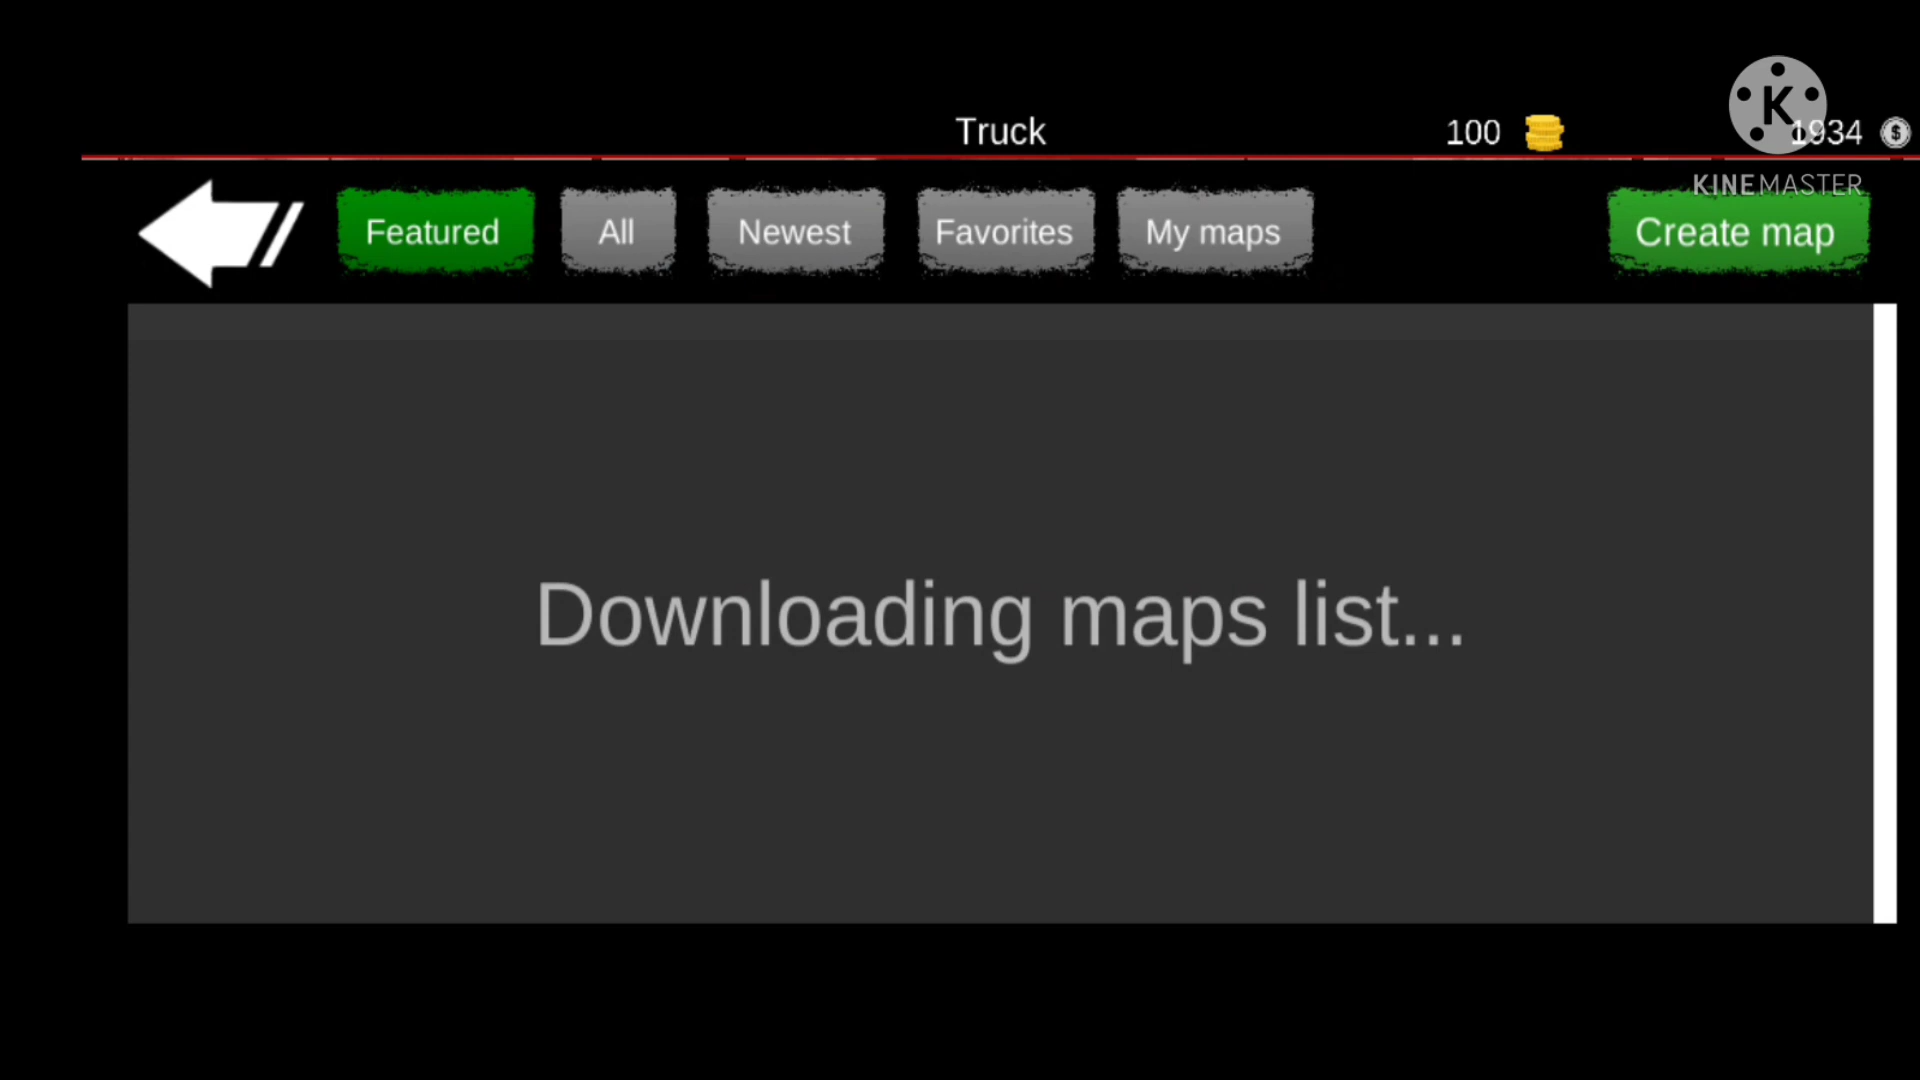 Truck
100
1934
K
KINEMASTER
Featured
All
Newest
Favorites
My maps
Create map
Downloading maps list...